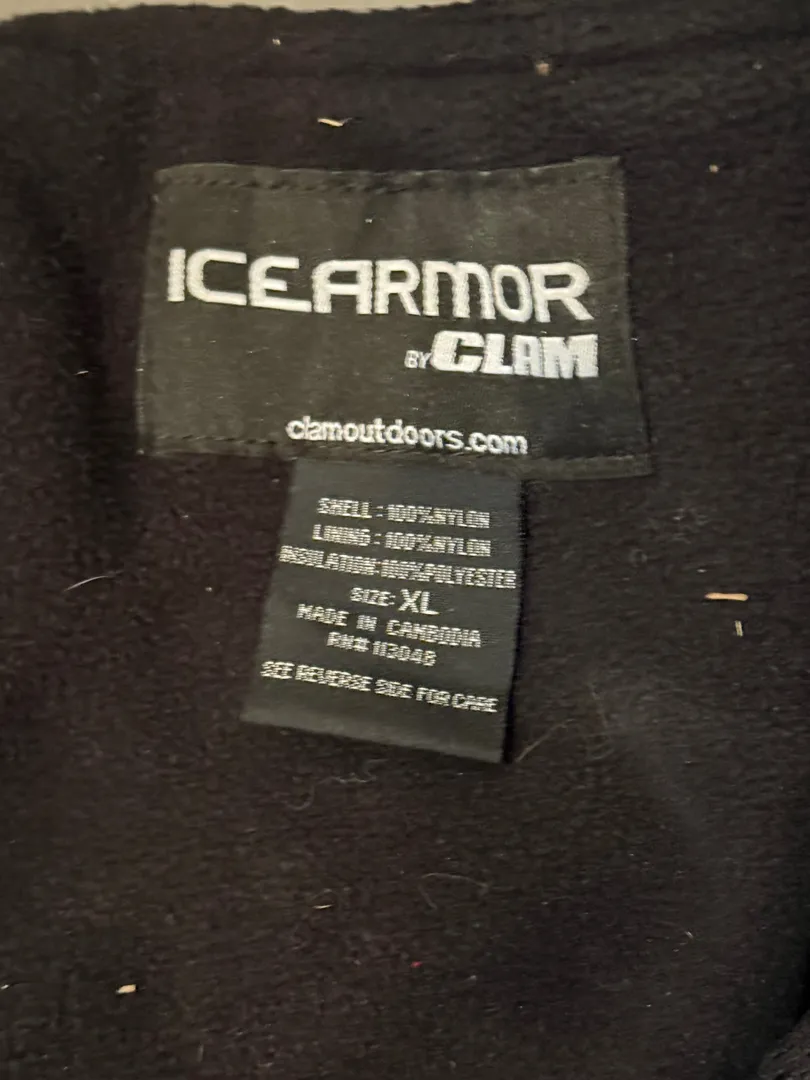 ICEARMOR
BY CLAM
clamoutdoors.com
SHELL : 100%NYLON
LINING : 100%NYLON
INSULATION:100%POLYESTER
SIZE: XL
MADE IN CAMBODIA
RN# 113046
SEE REVERSE SIDE FOR CARE